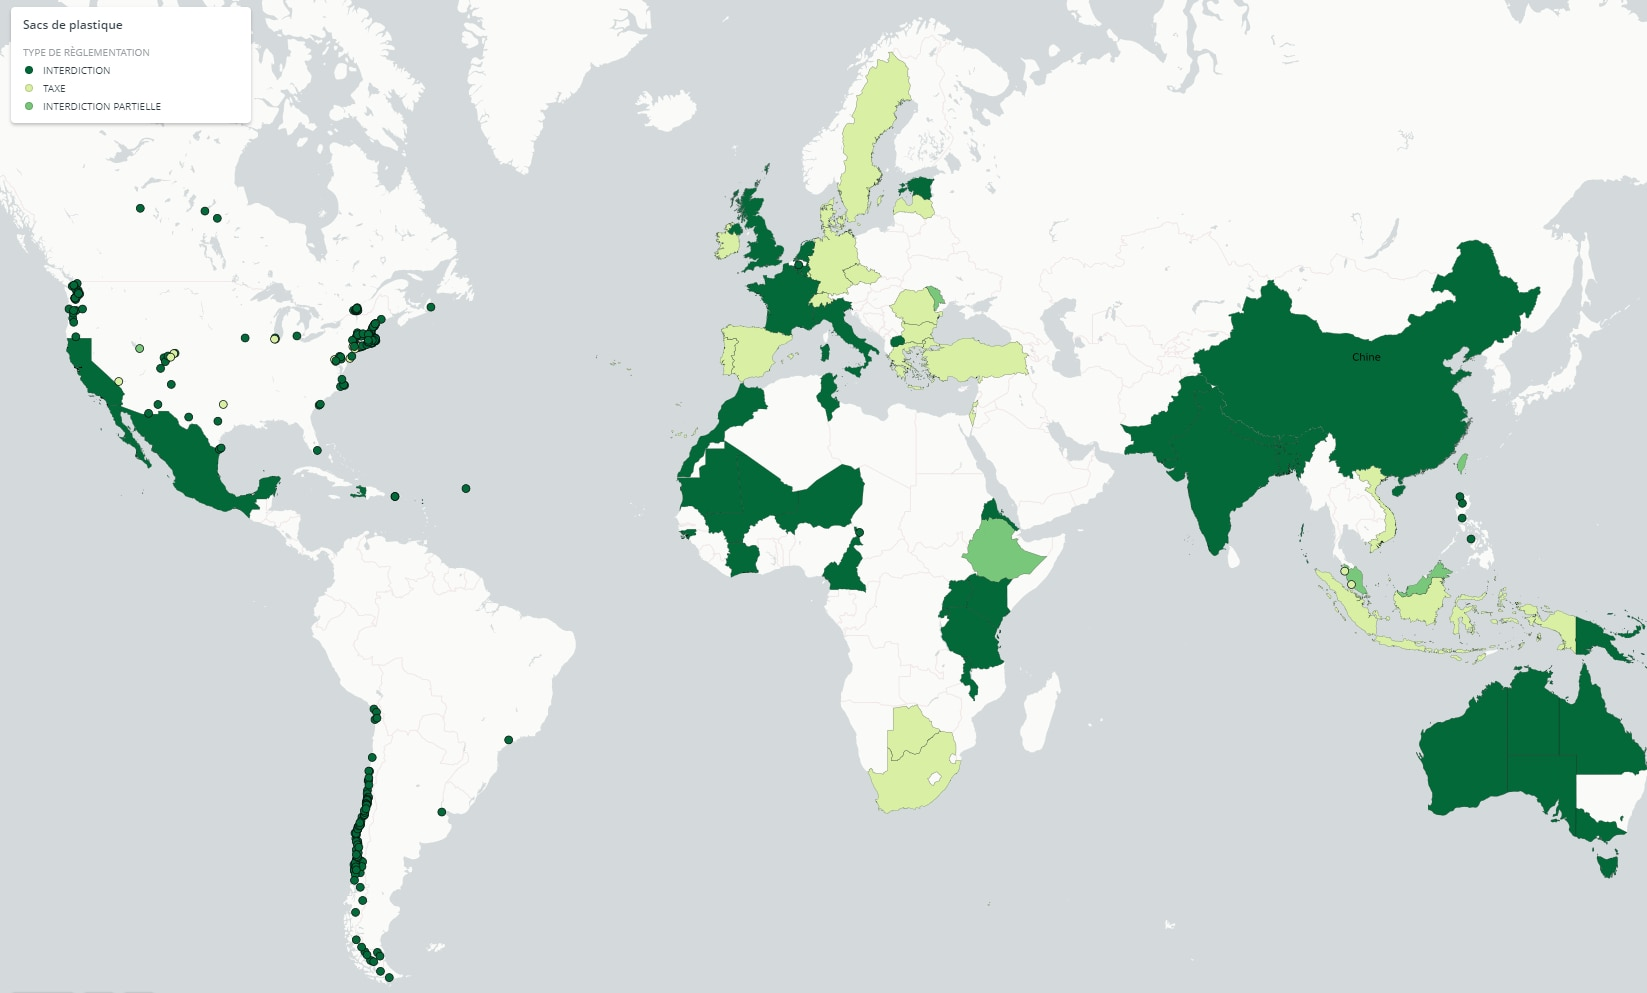 Sacs de plastique
TYPE DE RÈGLEMENTATION
INTERDICTION
TAXE
INTERDICTION PARTIELLE
Chine